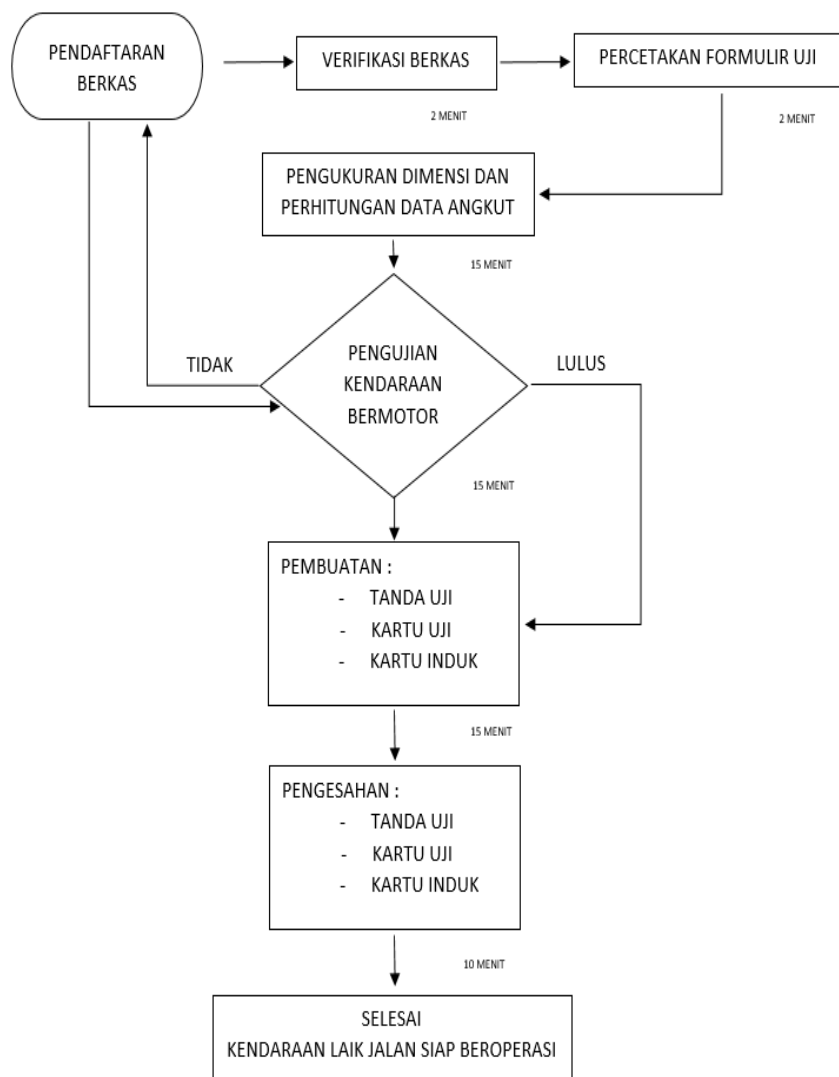 PENDAFTARAN
BERKAS
VERIFIKASI BERKAS
PERCETAKAN FORMULIR UJI
2 MENIT
2 MENIT
PENGUKURAN DIMENSI DAN
PERHITUNGAN DATA ANGKUT
15 MENIT
TIDAK
PENGUJIAN
KENDARAAN
BERMOTOR
LULUS
15 MENIT
PEMBUATAN :
- TANDA UJI
- KARTU UJI
- KARTU INDUK
15 MENIT
PENGESAHAN :
- TANDA UJI
- KARTU UJI
- KARTU INDUK
10 MENIT
SELESAI
KENDARAAN LAIK JALAN SIAP BEROPERASI